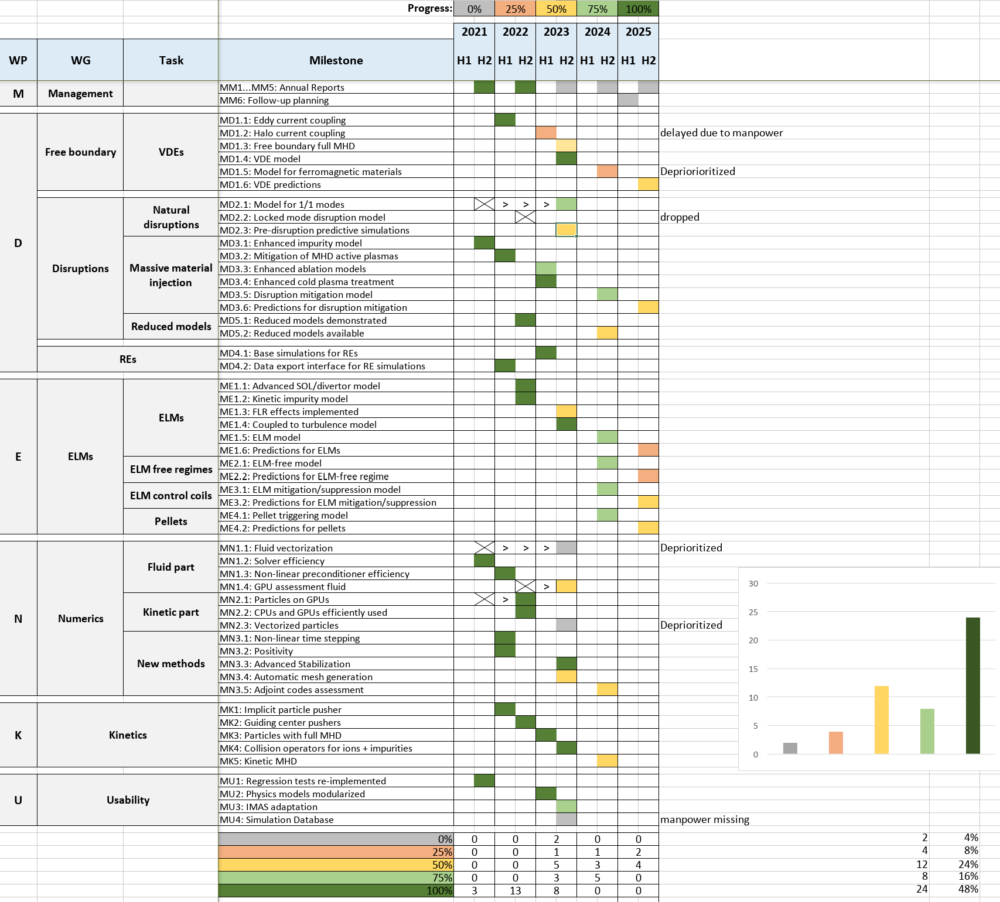 Progress: 0% 25% 50% 75% 100%
2021 2022 2023 2024 2025
WP WG Task Milestone H1 H2 H1 H2 H1 H2 H1 H2 H1 H2
M Management
MM1...MM5: Annual Reports
MM6: Follow-up planning
D
Free boundary
VDEs
MD1.1: Eddy current coupling
MD1.2: Halo current coupling delayed due to manpower
MD1.3: Free boundary full MHD
MD1.4: VDE model
MD1.5: Model for ferromagnetic materials Depriorioritized
MD1.6: VDE predictions
Disruptions
Natural
disruptions
MD2.1: Model for 1/1 modes > > >
MD2.2: Locked mode disruption model dropped
MD2.3: Pre-disruption predictive simulations
Massive material
injection
MD3.1: Enhanced impurity model
MD3.2: Mitigation of MHD active plasmas
MD3.3: Enhanced ablation models
MD3.4: Enhanced cold plasma treatment
MD3.5: Disruption mitigation model
MD3.6: Predictions for disruption mitigation
Reduced models
MD5.1: Reduced models demonstrated
MD5.2: Reduced models available
REs
MD4.1: Base simulations for REs
MD4.2: Data export interface for RE simulations
E
ELMs
ELMs
ME1.1: Advanced SOL/divertor model
ME1.2: Kinetic impurity model
ME1.3: FLR effects implemented
ME1.4: Coupled to turbulence model
ME1.5: ELM model
ME1.6: Predictions for ELMs
ELM free regimes
ME2.1: ELM-free model
ME2.2: Predictions for ELM-free regime
ELM control coils
ME3.1: ELM mitigation/suppression model
ME3.2: Predictions for ELM mitigation/suppression
Pellets
ME4.1: Pellet triggering model
ME4.2: Predictions for pellets
N
Numerics
Fluid part
MN1.1: Fluid vectorization > > > Deprioritized
MN1.2: Solver efficiency
MN1.3: Non-linear preconditioner efficiency
MN1.4: GPU assessment fluid >
Kinetic part
MN2.1: Particles on GPUs >
MN2.2: CPUs and GPUs efficiently used
MN2.3: Vectorized particles Deprioritized
New methods
MN3.1: Non-linear time stepping
MN3.2: Positivity
MN3.3: Advanced Stabilization
MN3.4: Automatic mesh generation
MN3.5: Adjoint codes assessment
30
25
20
15
10
5
0
K
Kinetics
MK1: Implicit particle pusher
MK2: Guiding center pushers
MK3: Particles with full MHD
MK4: Collision operators for ions + impurities
MK5: Kinetic MHD
U
Usability
MU1: Regression tests re-implemented
MU2: Physics models modularized
MU3: IMAS adaptation
MU4: Simulation Database manpower missing
0% 0 0 2 0 0 2 4%
25% 0 0 1 1 2 4 8%
50% 0 0 5 3 4 12 24%
75% 0 0 3 5 0 8 16%
100% 3 13 8 0 0 24 48%